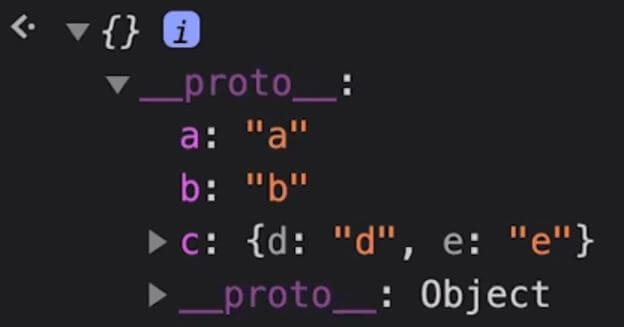 {} i
__proto__:
a: "a"
b: "b"
c: {d: "d", e: "e"}
__proto__: Object